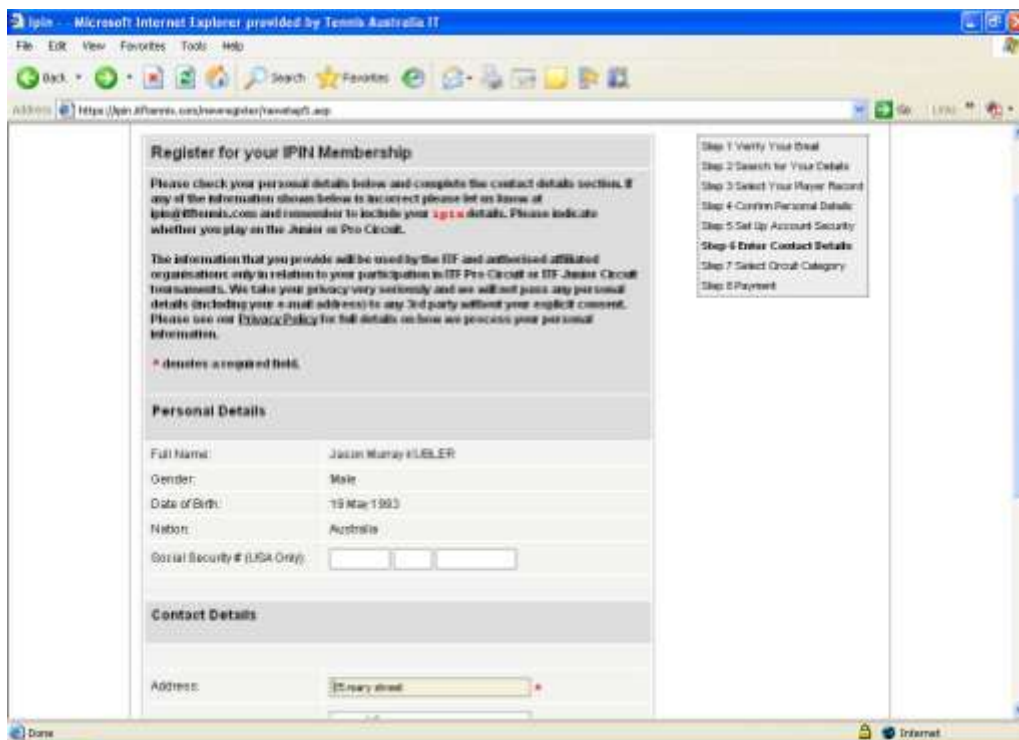 Ipin - - Microsoft Internet Explorer provided by Tennis Australia IT
File Edit View Favorites Tools Help
Back Search Favorites
Address Go Links
Register for your IPIN Membership
Please check your personal details below and complete the contact details section. If
any of the information shown below is incorrect please let us know at
ipin@itftennis.com and remember to include your ipin details. Please indicate
whether you play on the Junior or Pro Circuit.
The information that you provide will be used by the ITF and authorised affiliated
organisations only in relation to your participation in ITF Pro Circuit or ITF Junior Circuit
tournaments. We take your privacy very seriously and we will not pass any personal
details (including your e-mail address) to any 3rd party without your explicit consent.
Please see our Privacy Policy for full details on how we process your personal
information.
* denotes a required field.
Step 1 Verify Your Email
Step 2 Search for Your Details
Step 3 Select Your Player Record
Step 4 Confirm Personal Details
Step 5 Set Up Account Security
Step 6 Enter Contact Details
Step 7 Select Circuit Category
Step 8 Payment
Personal Details
Full Name: Jason Murray KUBLER
Gender: Male
Date of Birth: 19 May 1993
Nation: Australia
Social Security # (USA Only):
Contact Details
Address: mary street *
Done Internet